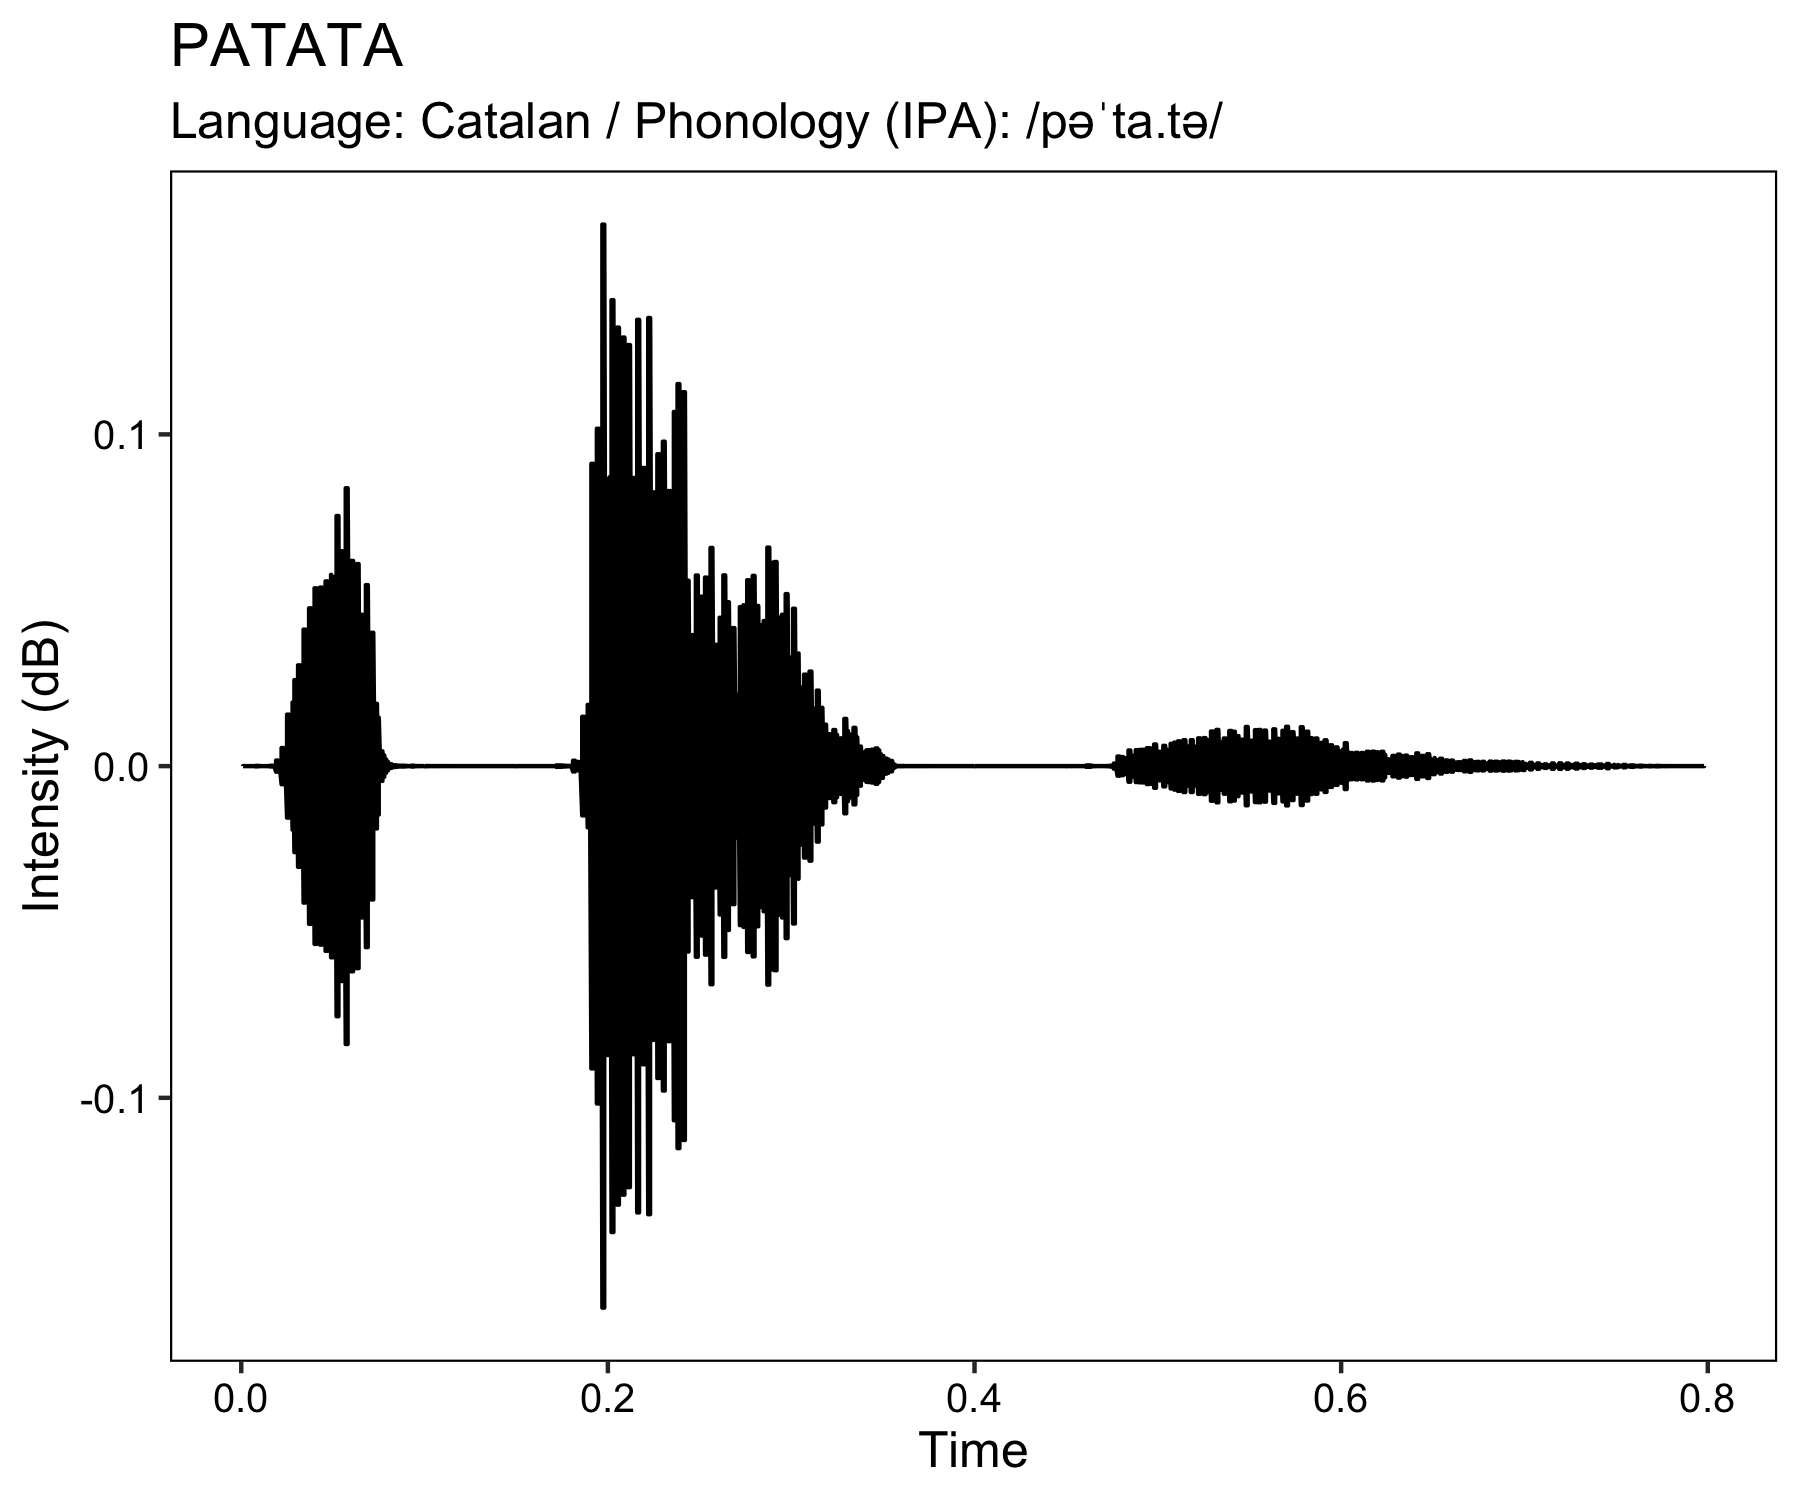 PATATA
Language: Catalan / Phonology (IPA): /pəˈta.tə/
0.1
0.0
-0.1
Intensity (dB)
0.0 0.2 0.4 0.6 0.8
Time